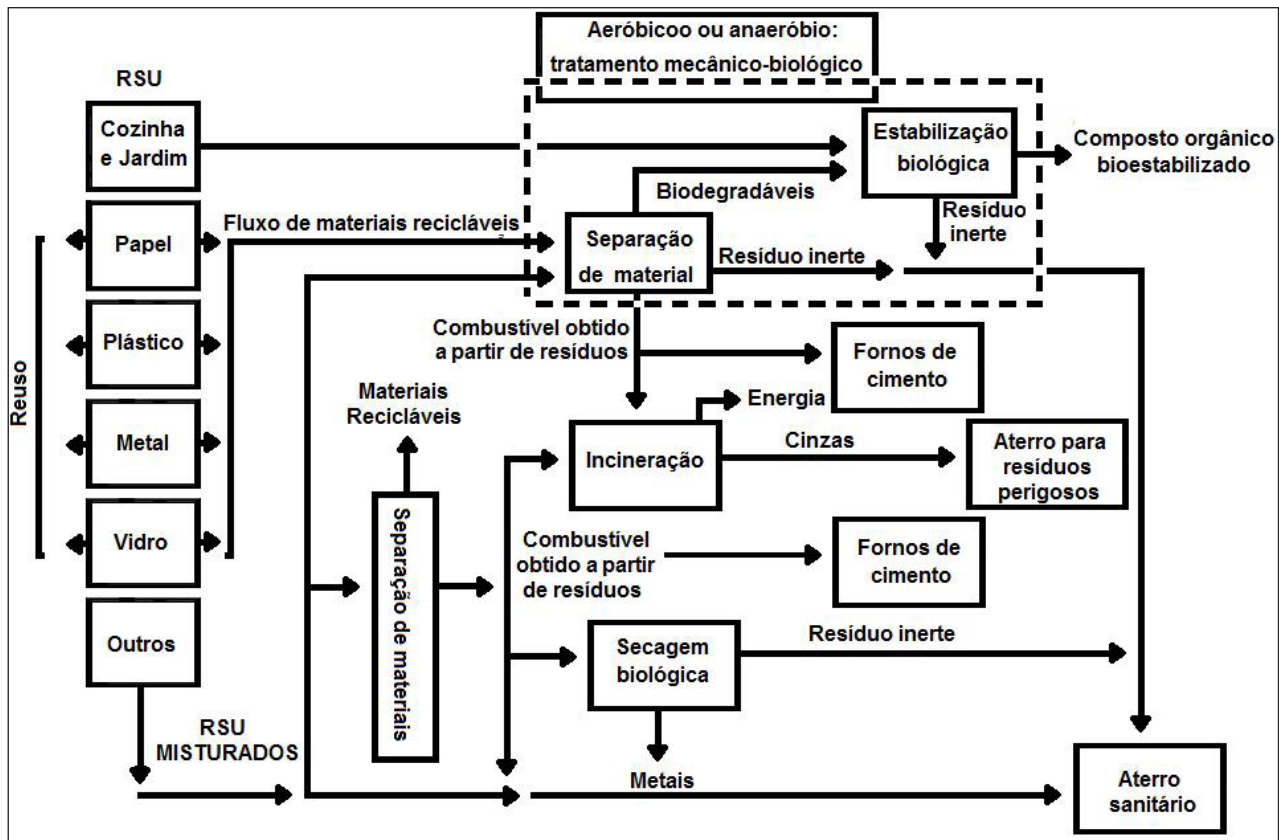 Aeróbicoo ou anaeróbio:
tratamento mecânico-biológico
RSU
Cozinha
e Jardim
Estabilização
biológica
Composto orgânico
bioestabilizado
Biodegradáveis
Resíduo
inerte
Fluxo de materiais recicláveis
Papel
Separação
de material
Resíduo inerte
Reuso
Plástico
Combustível obtido
a partir de resíduos
Fornos de
cimento
Materiais
Recicláveis
Energia
Metal
Incineração
Cinzas
Aterro para
resíduos
perigosos
Vidro
Separação de materiais
Combustível
obtido a partir
de resíduos
Fornos de
cimento
Outros
Secagem
biológica
Resíduo inerte
RSU
MISTURADOS
Metais
Aterro
sanitário